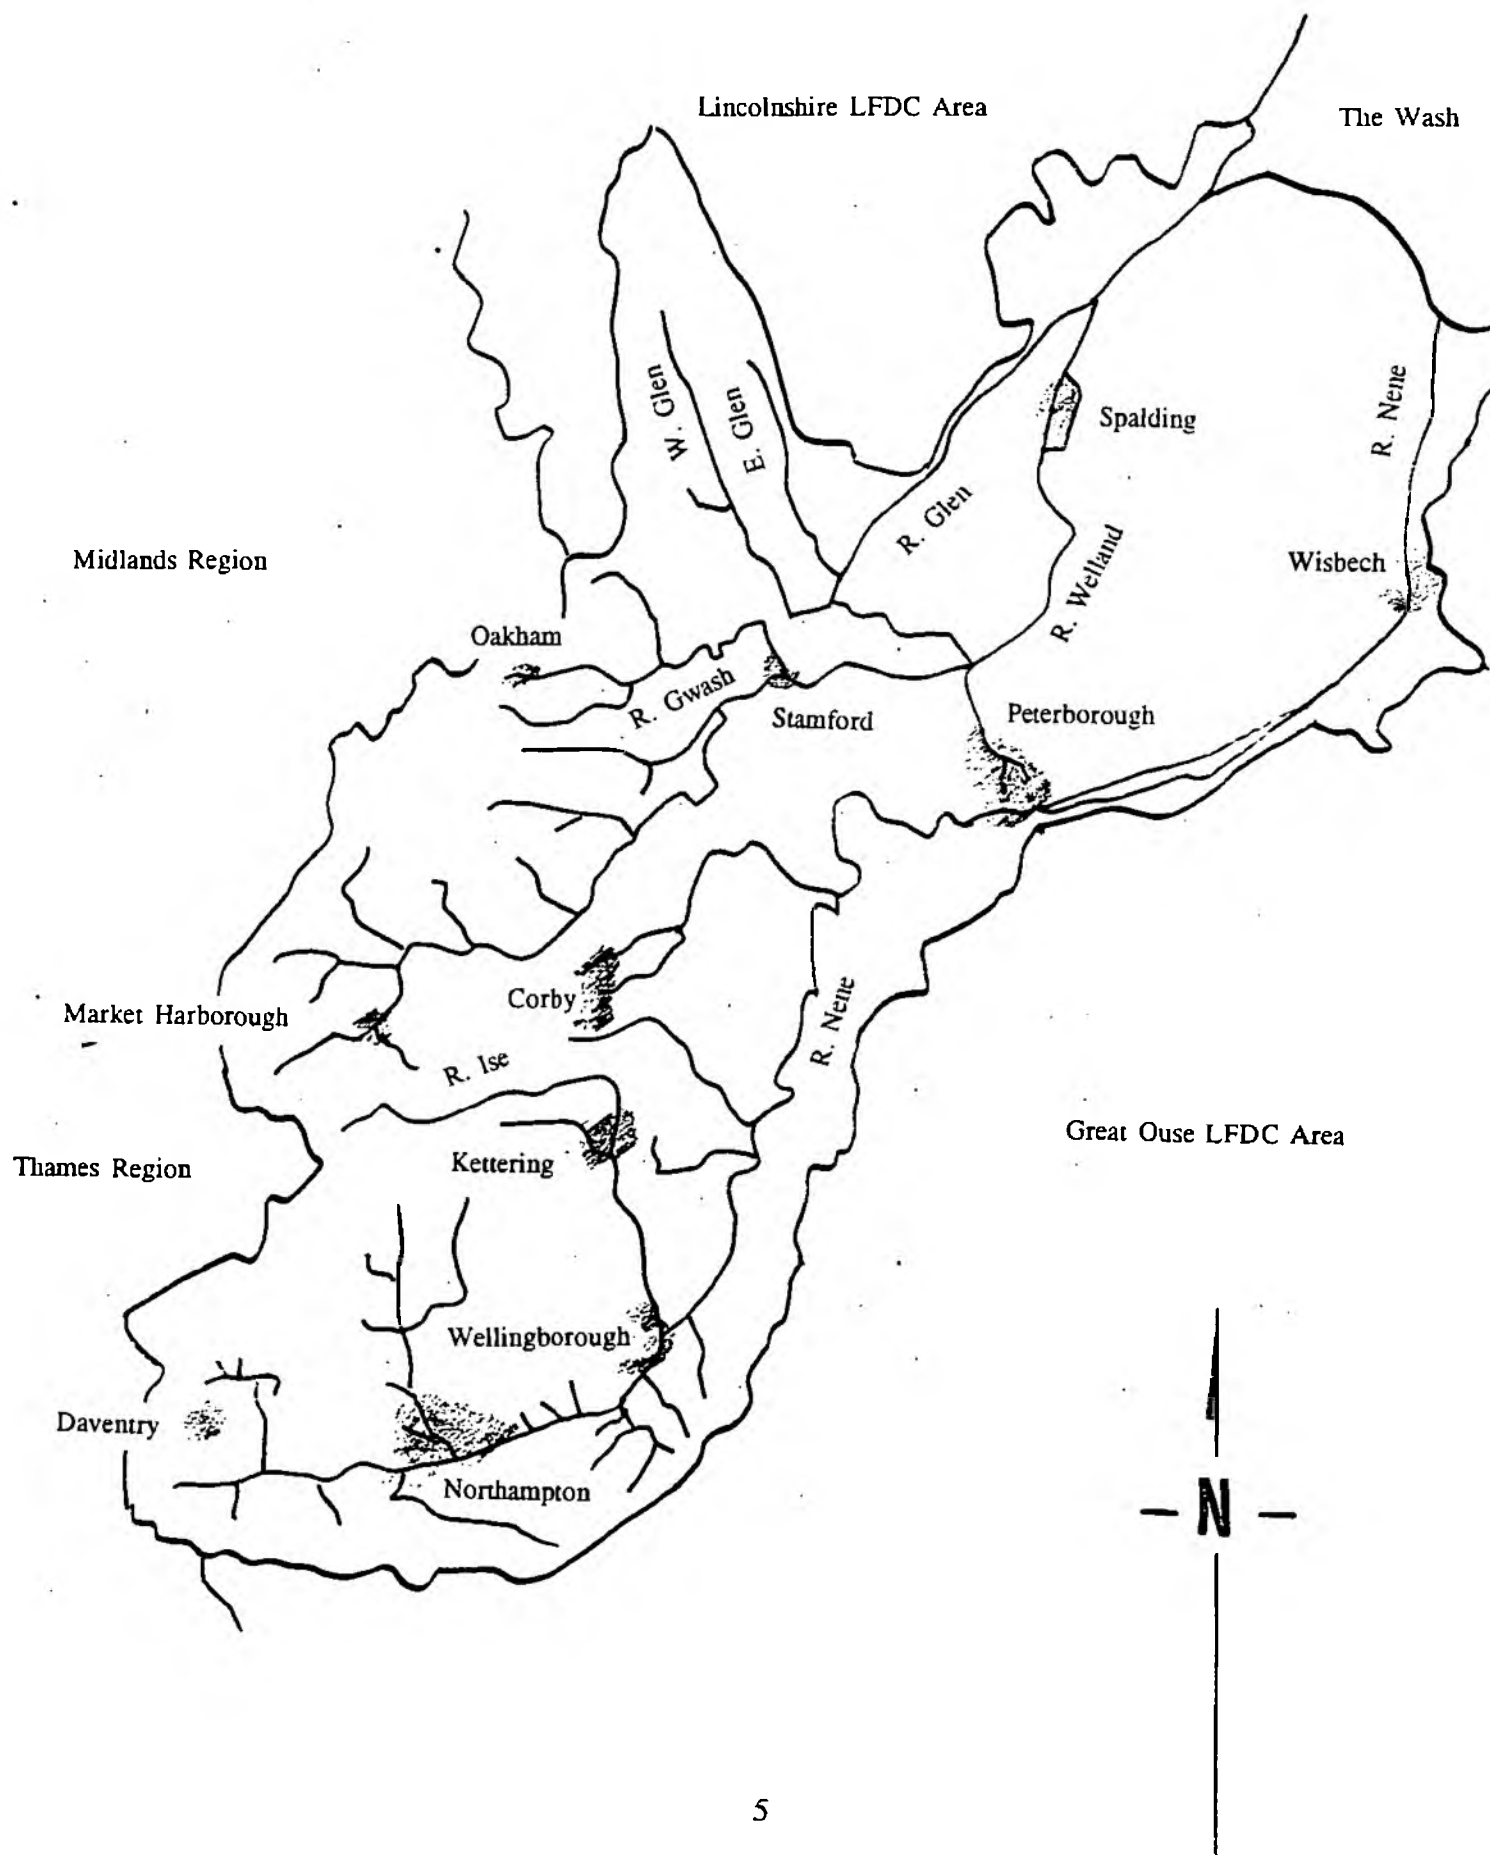 Lincolnshire LFDC Area
The Wash
W. Glen
E. Glen
R. Nene
Spalding
R. Glen
Midlands Region
R. Welland
Wisbech
Oakham
R. Gwash
Stamford
Peterborough
Corby
Market Harborough
R. Nene
R. Ise
Great Ouse LFDC Area
Kettering
Thames Region
Wellingborough
Daventry
Northampton
N
5